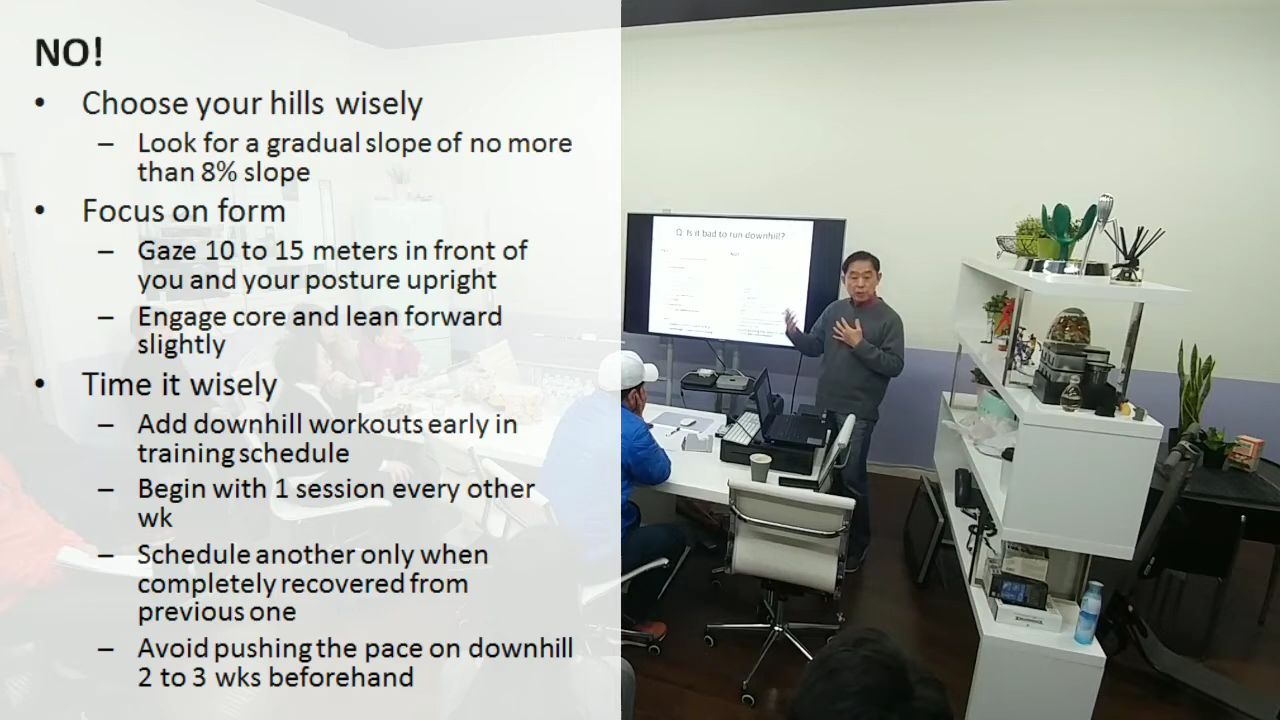 NO!
• Choose your hills wisely
– Look for a gradual slope of no more
than 8% slope
• Focus on form
– Gaze 10 to 15 meters in front of
you and your posture upright
– Engage core and lean forward
slightly
• Time it wisely
– Add downhill workouts early in
training schedule
– Begin with 1 session every other
wk
– Schedule another only when
completely recovered from
previous one
– Avoid pushing the pace on downhill
2 to 3 wks beforehand
Q: Is it bad to run downhill?
NO!